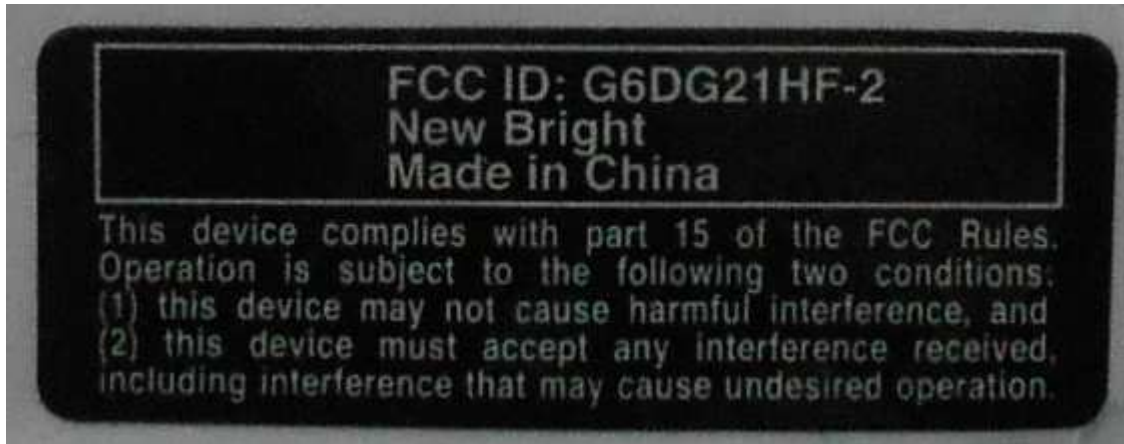 FCC ID: G6DG21HF-2
New Bright
Made in China
This device complies with part 15 of the FCC Rules.
Operation is subject to the following two conditions:
(1) this device may not cause harmful interference, and
(2) this device must accept any interference received,
including interference that may cause undesired operation.